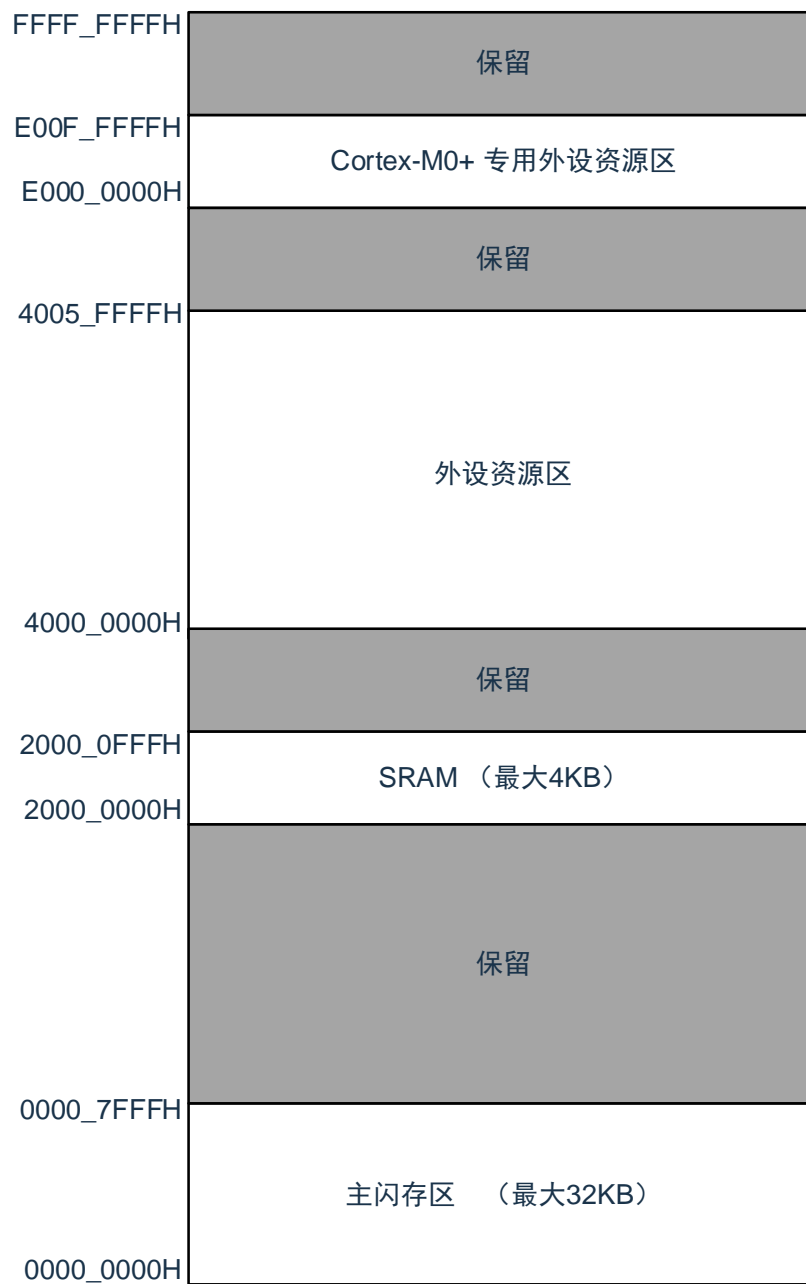 FFFF_FFFFH
保留
E00F_FFFFH
Cortex-M0+ 专用外设资源区
E000_0000H
保留
4005_FFFFH
外设资源区
4000_0000H
保留
2000_0FFFH
SRAM （最大4KB）
2000_0000H
保留
0000_7FFFH
主闪存区 （最大32KB）
0000_0000H